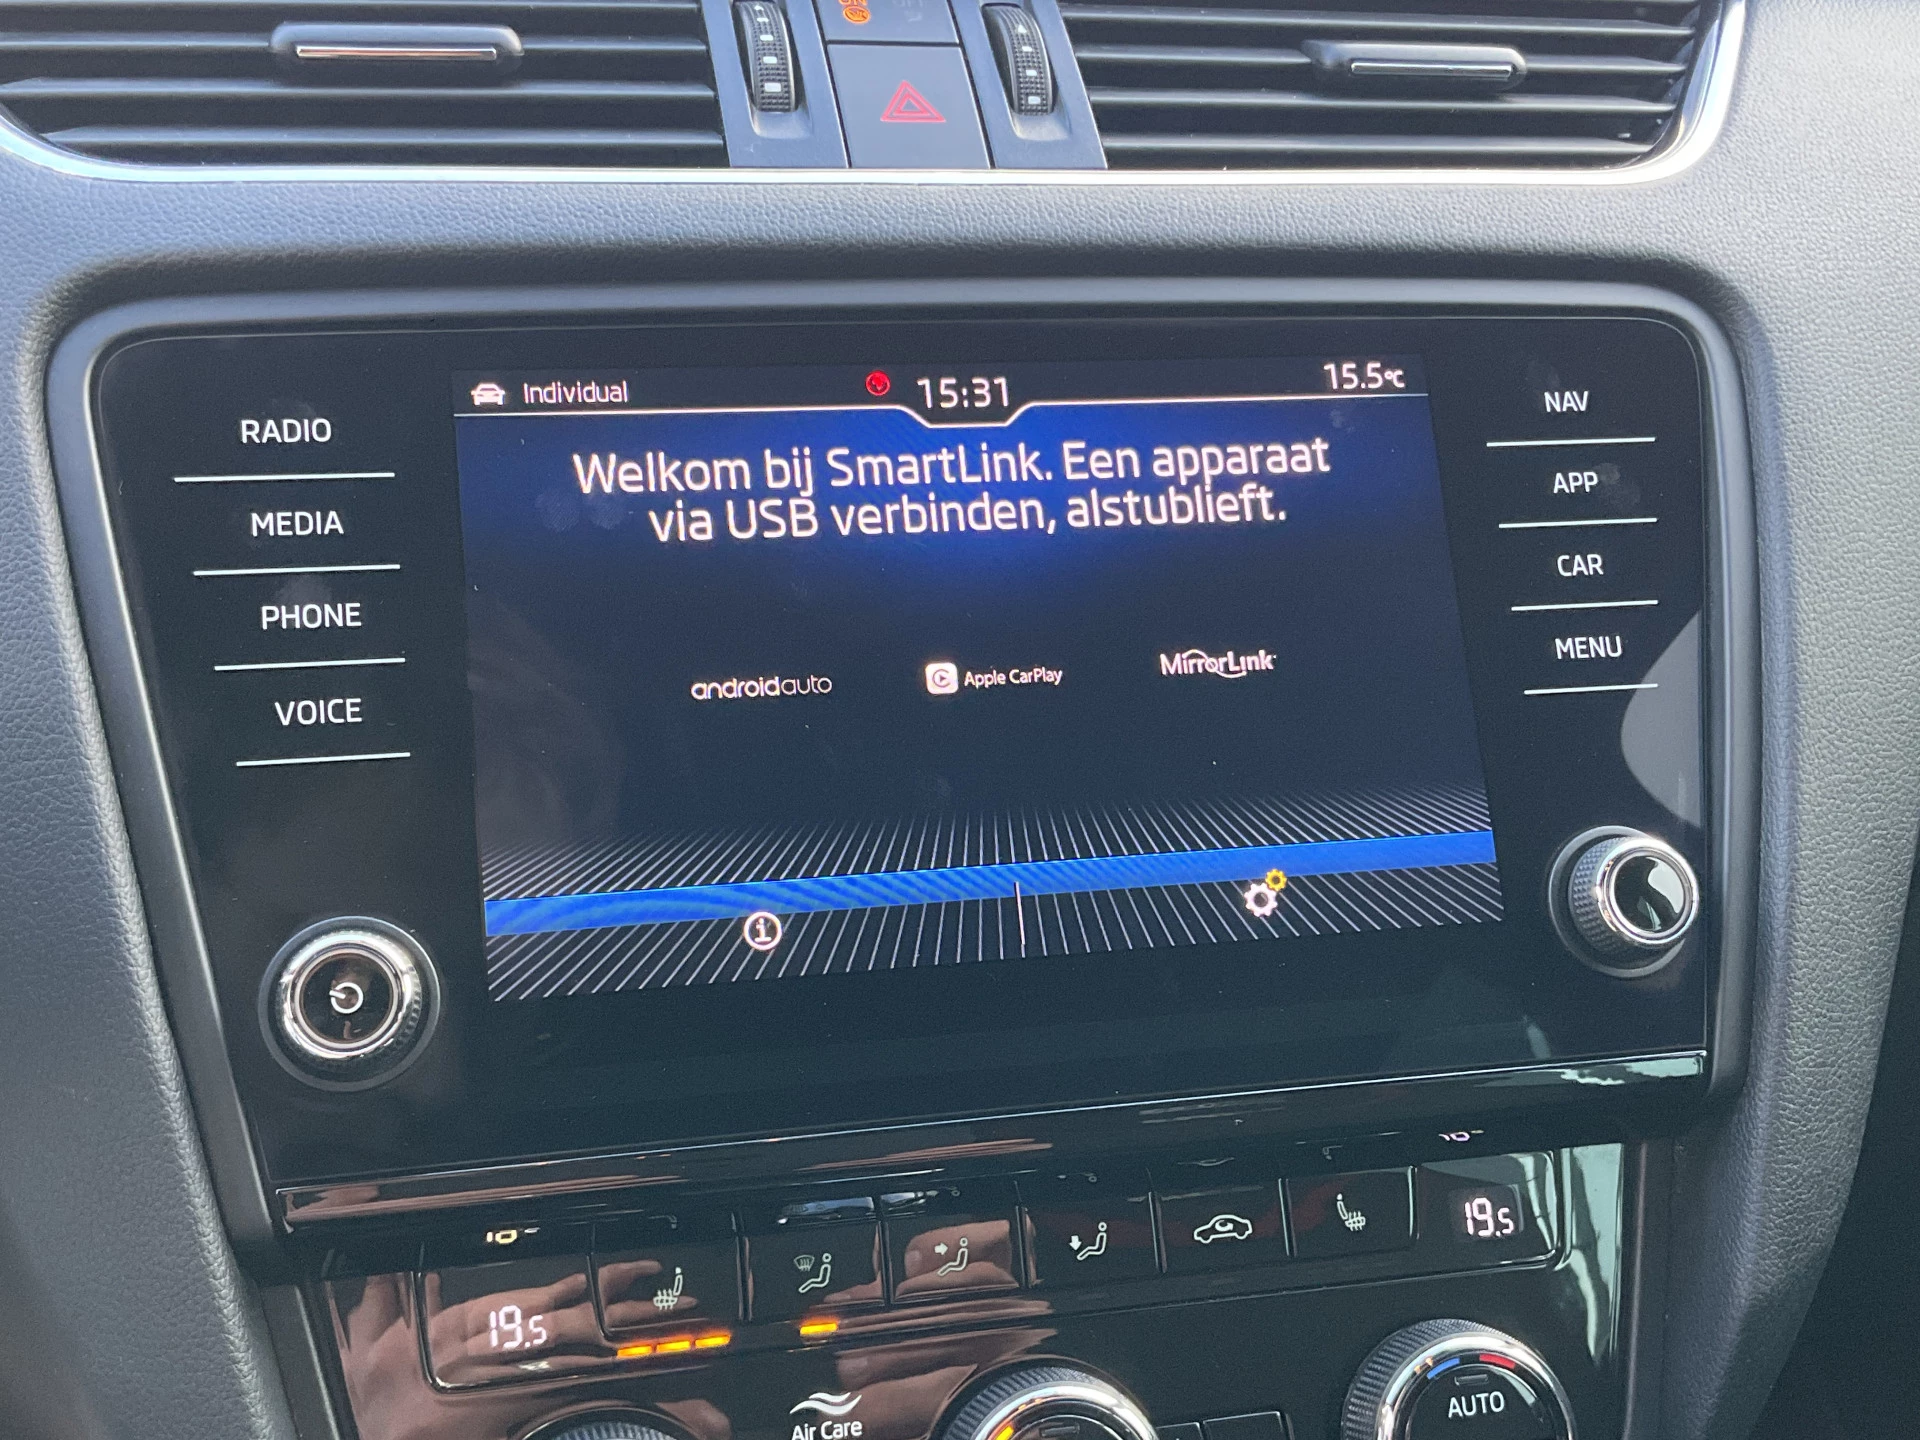 Individual
15:31
15.5°C
Welkom bij SmartLink. Een apparaat
via USB verbinden, alstublieft.
androidauto
Apple CarPlay
MirrorLink
RADIO
MEDIA
PHONE
VOICE
NAV
APP
CAR
MENU
19.5
19.5
Air Care
AUTO